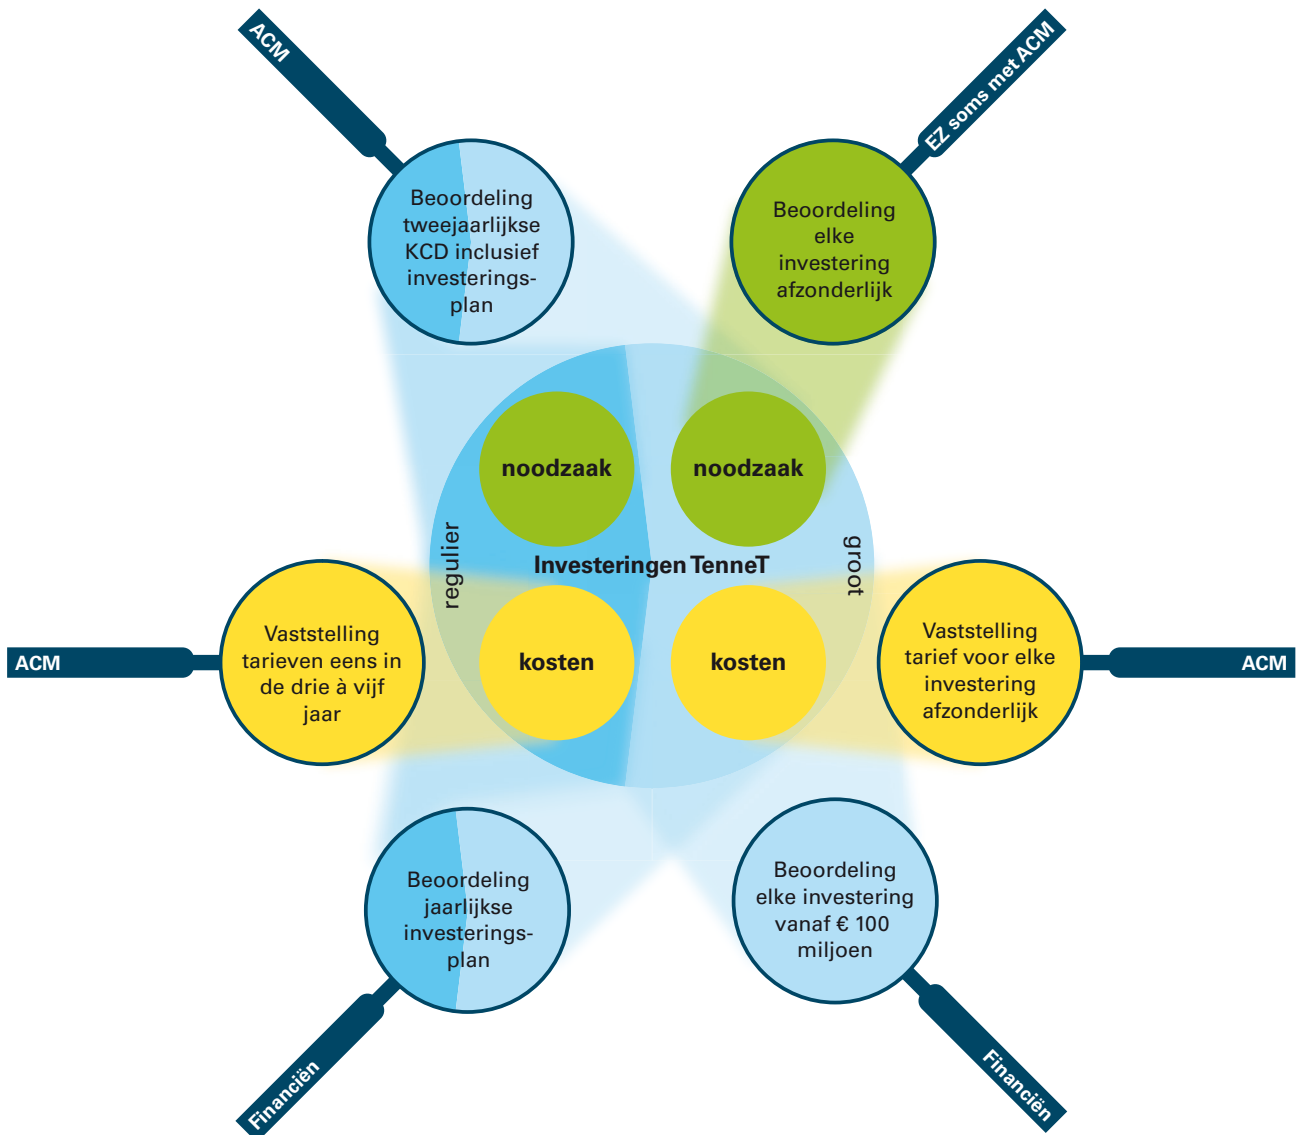 ACM
EZ soms met ACM
Beoordeling
tweejaarlijkse
KCD inclusief
investerings-
plan
Beoordeling
elke
investering
afzonderlijk
noodzaak
noodzaak
regulier
Investeringen TenneT
groot
ACM
Vaststelling
tarieven eens in
de drie à vijf
jaar
kosten
kosten
Vaststelling
tarief voor elke
investering
afzonderlijk
ACM
Beoordeling
jaarlijkse
investerings-
plan
Beoordeling
elke investering
vanaf € 100
miljoen
Financiën
Financiën